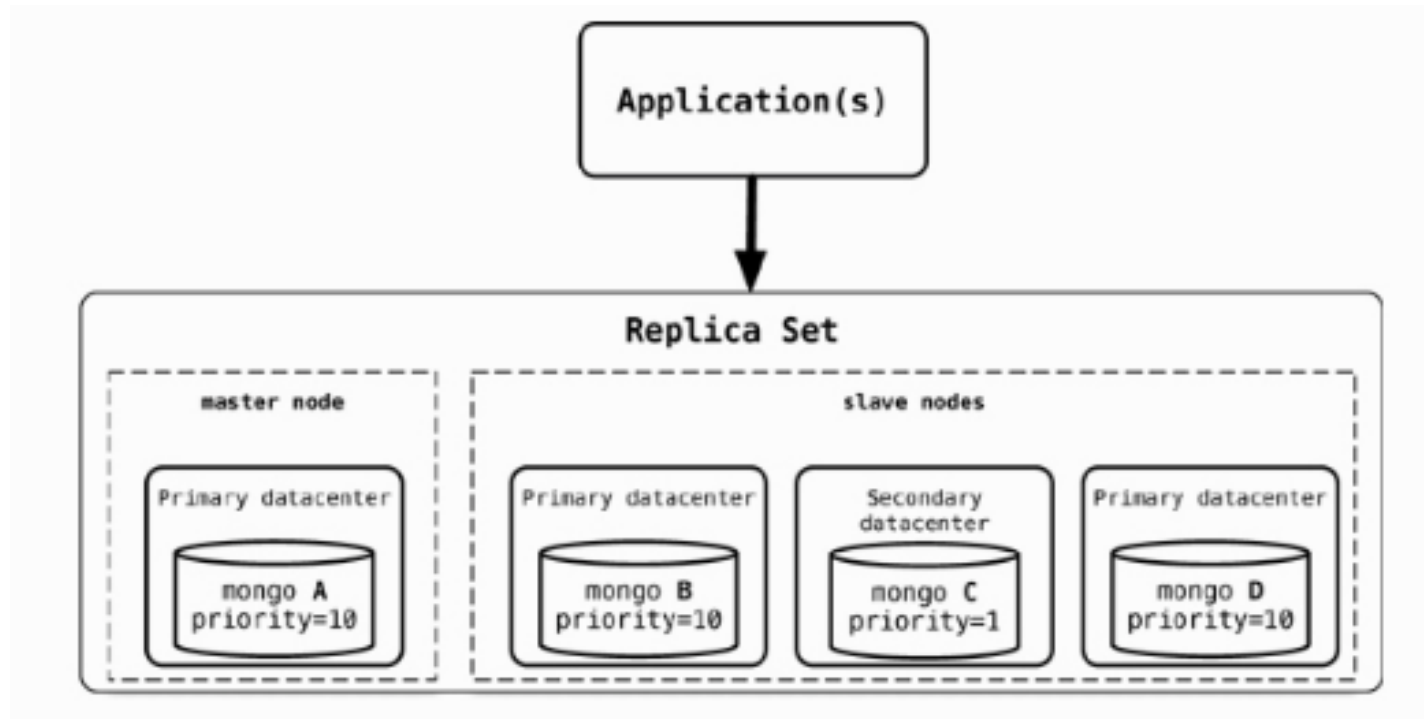 Application(s)
Replica Set
master node
slave nodes
Primary datacenter
mongo A
priority=10
Primary datacenter
mongo B
priority=10
Secondary
datacenter
mongo C
priority=1
Primary datacenter
mongo D
priority=10